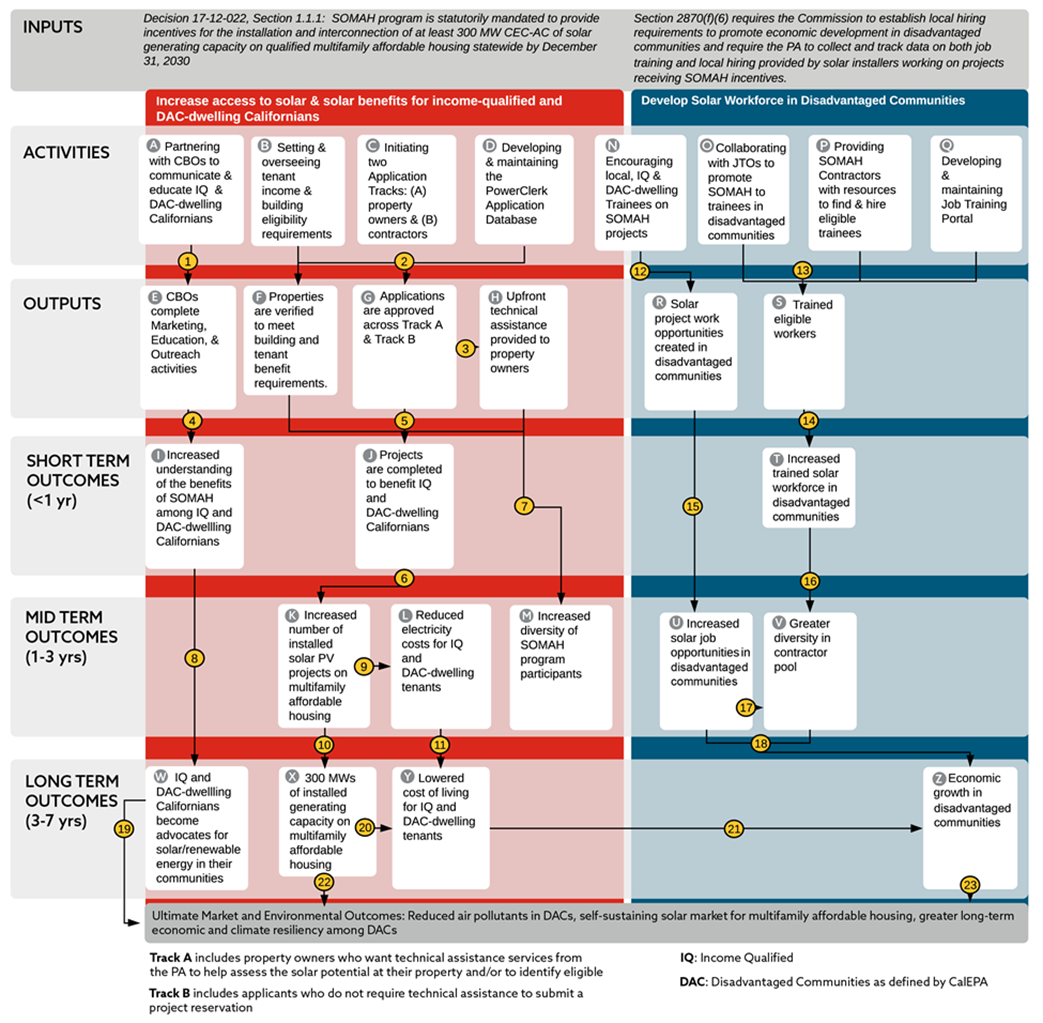 INPUTS
Decision 17-12-022, Section 1.1.1: SOMAH program is statutorily mandated to provide
incentives for the installation and interconnection of at least 300 MW CEC-AC of solar
generating capacity on qualified multifamily affordable housing statewide by December
31, 2030
Section 2870(f)(6) requires the Commission to establish local hiring
requirements to promote economic development in disadvantaged
communities and require the PA to collect and track data on both job
training and local hiring provided by solar installers working on projects
receiving SOMAH incentives.
Increase access to solar & solar benefits for income-qualified and
DAC-dwelling Californians
Develop Solar Workforce in Disadvantaged Communities
ACTIVITIES
A Partnering
with CBOs to
communicate &
educate IQ &
DAC-dwelling
Californians
B Setting &
overseeing
tenant
income &
building
eligibility
requirements
C Initiating
two
Application
Tracks: (A)
property
owners & (B)
contractors
D Developing
& maintaining
the
PowerClerk
Application
Database
N
Encouraging
local, IQ &
DAC-dwelling
Trainees on
SOMAH
projects
O Collaborating
with JTOs to
promote
SOMAH to
trainees in
disadvantaged
communities
P Providing
SOMAH
Contractors
with resources
to find & hire
eligible
trainees
Q
Developing
&
maintaining
Job Training
Portal
1
2
12
13
OUTPUTS
E CBOs
complete
Marketing,
Education, &
Outreach
activities
F Properties
are verified
to meet
building and
tenant
benefit
requirements.
G Applications
are approved
across Track A
& Track B
3
H Upfront
technical
assistance
provided to
property
owners
R Solar
project work
opportunities
created in
disadvantaged
communities
S Trained
eligible
workers
4
5
14
SHORT TERM
OUTCOMES
(<1 yr)
I Increased
understanding
of the benefits
of SOMAH
among IQ and
DAC-dwellling
Californians
J Projects
are completed
to benefit IQ
and
DAC-dwelling
Californians
7
15
T Increased
trained solar
workforce in
disadvantaged
communities
6
16
MID TERM
OUTCOMES
(1-3 yrs)
8
K Increased
number of
installed
solar PV
projects on
multifamily
affordable
housing
9
L Reduced
electricity
costs for IQ
and
DAC-dwelling
tenants
M Increased
diversity of
SOMAH
program
participants
U Increased
solar job
opportunities in
disadvantaged
communities
17
V Greater
diversity in
contractor
pool
10
11
18
LONG TERM
OUTCOMES
(3-7 yrs)
19
W IQ and
DAC-dwellling
Californians
become
advocates for
solar/renewable
energy in their
communities
X 300 MWs
of installed
generating
capacity on
multifamily
affordable
housing
20
Y Lowered
cost of living
for IQ and
DAC-dwelling
tenants
21
Z Economic
growth in
disadvantaged
communities
22
23
Ultimate Market and Environmental Outcomes: Reduced air pollutants in DACs, self-sustaining solar market for multifamily affordable housing, greater long-term
economic and climate resiliency among DACs
Track A includes property owners who want technical assistance services from
the PA to help assess the solar potential at their property and/or to identify eligible
Track B includes applicants who do not require technical assistance to submit a
project reservation
IQ: Income Qualified
DAC: Disadvantaged Communities as defined by CalEPA